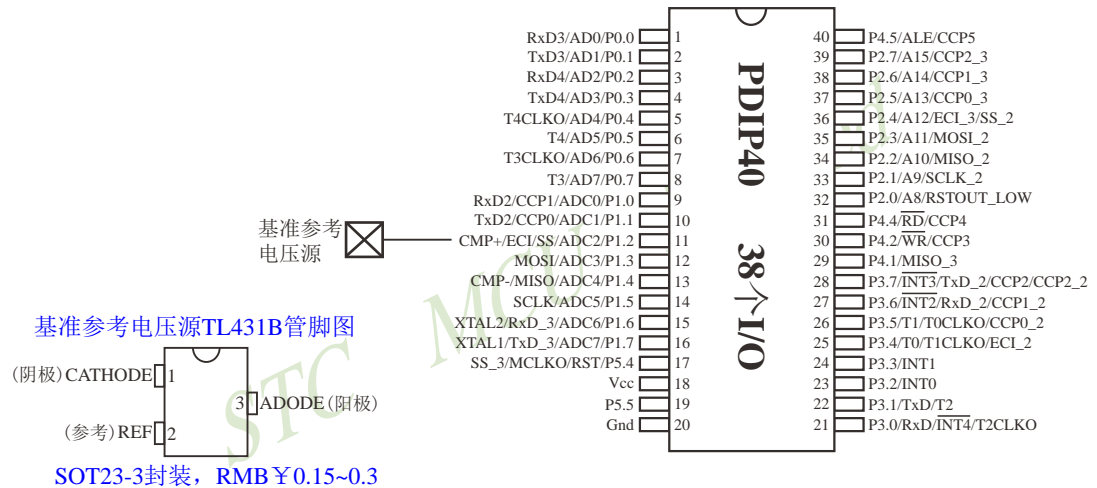 RxD3/AD0/P0.0 1
TxD3/AD1/P0.1 2
RxD4/AD2/P0.2 3
TxD4/AD3/P0.3 4
T4CLKO/AD4/P0.4 5
T4/AD5/P0.5 6
T3CLKO/AD6/P0.6 7
T3/AD7/P0.7 8
RxD2/CCP1/ADC0/P1.0 9
TxD2/CCP0/ADC1/P1.1 10
CMP+/ECI/SS/ADC2/P1.2 11
MOSI/ADC3/P1.3 12
CMP-/MISO/ADC4/P1.4 13
SCLK/ADC5/P1.5 14
XTAL2/RxD_3/ADC6/P1.6 15
XTAL1/TxD_3/ADC7/P1.7 16
SS_3/MCLKO/RST/P5.4 17
Vcc 18
P5.5 19
Gnd 20
PDIP40 38个I/O
40 P4.5/ALE/CCP5
39 P2.7/A15/CCP2_3
38 P2.6/A14/CCP1_3
37 P2.5/A13/CCP0_3
36 P2.4/A12/ECI_3/SS_2
35 P2.3/A11/MOSI_2
34 P2.2/A10/MISO_2
33 P2.1/A9/SCLK_2
32 P2.0/A8/RSTOUT_LOW
31 P4.4/RD/CCP4
30 P4.2/WR/CCP3
29 P4.1/MISO_3
28 P3.7/INT3/TxD_2/CCP2/CCP2_2
27 P3.6/INT2/RxD_2/CCP1_2
26 P3.5/T1/T0CLKO/CCP0_2
25 P3.4/T0/T1CLKO/ECI_2
24 P3.3/INT1
23 P3.2/INT0
22 P3.1/TxD/T2
21 P3.0/RxD/INT4/T2CLKO
基准参考
电压源
基准参考电压源TL431B管脚图
(阴极)CATHODE 1
3 ADODE(阳极)
(参考)REF 2
SOT23-3封装，RMB￥0.15~0.3
STC MCU